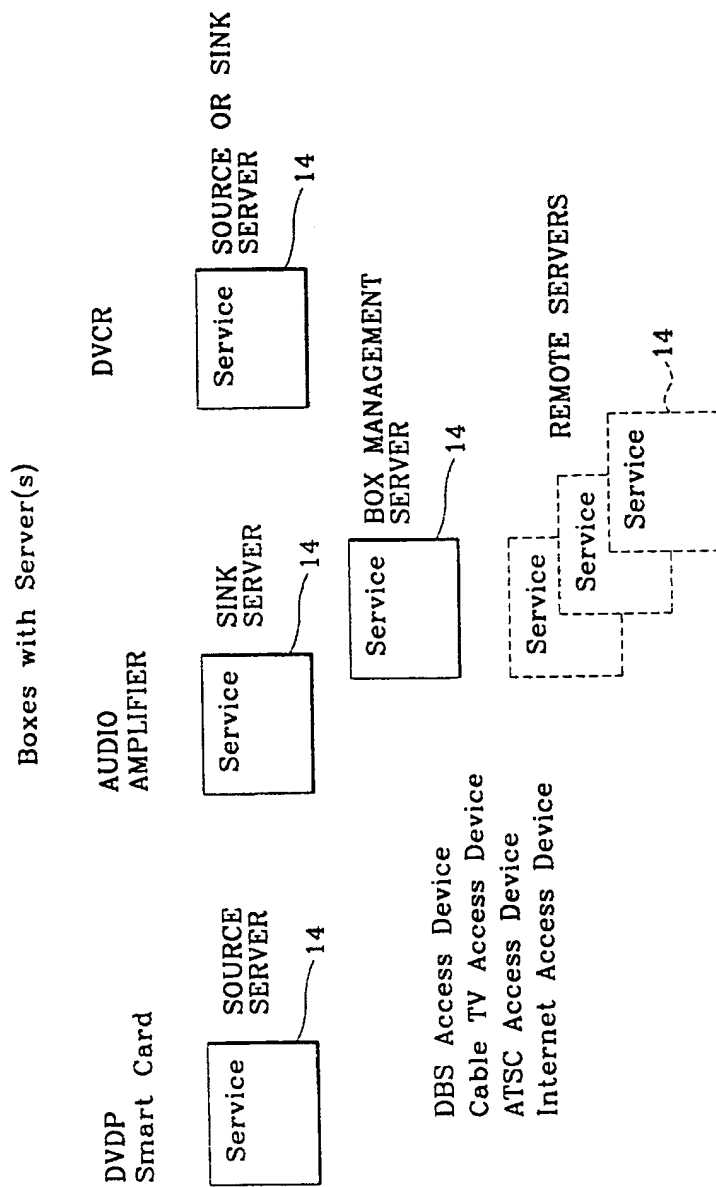 Boxes with Server(s)
DVDP
Smart Card
Service
SOURCE
SERVER
14
AUDIO
AMPLIFIER
Service
SINK
SERVER
14
DVCR
Service
SOURCE OR SINK
SERVER
14
Service
BOX MANAGEMENT
SERVER
14
DBS Access Device
Cable TV Access Device
ATSC Access Device
Internet Access Device
Service
Service
Service
REMOTE SERVERS
14